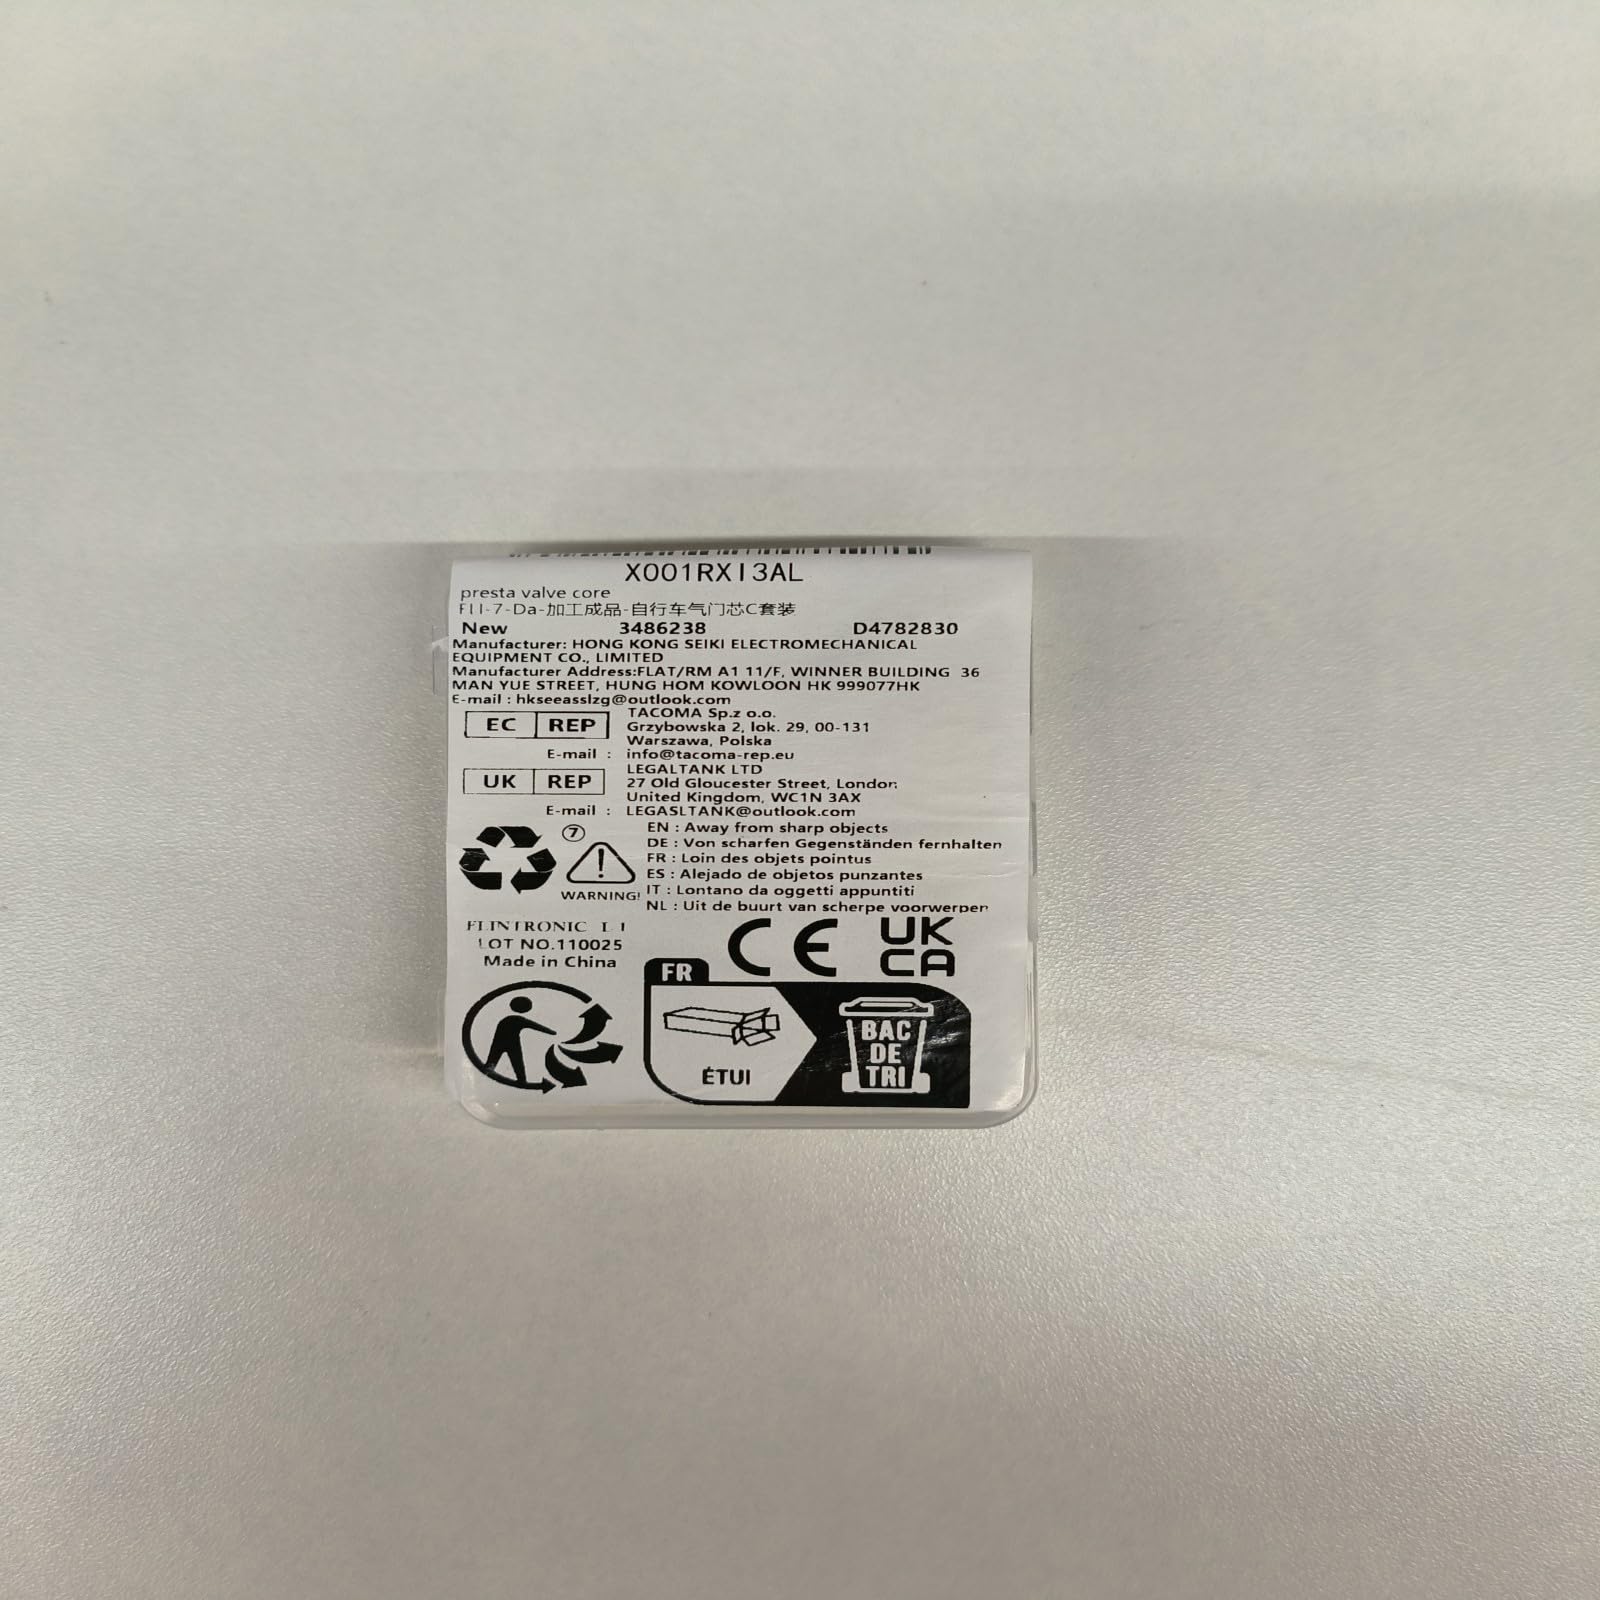 X001RXI3AL
presta valve core
FII-7-Da-加工成品-自行车气门芯C套装
New 3486238 D4782830
Manufacturer: HONG KONG SEIKI ELECTROMECHANICAL
EQUIPMENT CO., LIMITED
Manufacturer Address:FLAT/RM A1 11/F, WINNER BUILDING 36
MAN YUE STREET, HUNG HOM KOWLOON HK 999077HK
E-mail : hkseeasslzg@outlook.com
EC REP
TACOMA Sp.z o.o.
Grzybowska 2, lok. 29, 00-131
Warszawa, Polska
E-mail : info@tacoma-rep.eu
UK REP
LEGALTANK LTD
27 Old Gloucester Street, London
United Kingdom, WC1N 3AX
E-mail : LEGASLTANK@outlook.com
7
WARNING!
EN : Away from sharp objects
DE : Von scharfen Gegenständen fernhalten
FR : Loin des objets pointus
ES : Alejado de objetos punzantes
IT : Lontano da oggetti appuntiti
NL : Uit de buurt van scherpe voorwerpen
FLINTRONIC
LOT NO.110025
Made in China
CE
UK
CA
FR
ÉTUI
BAC
DE
TRI